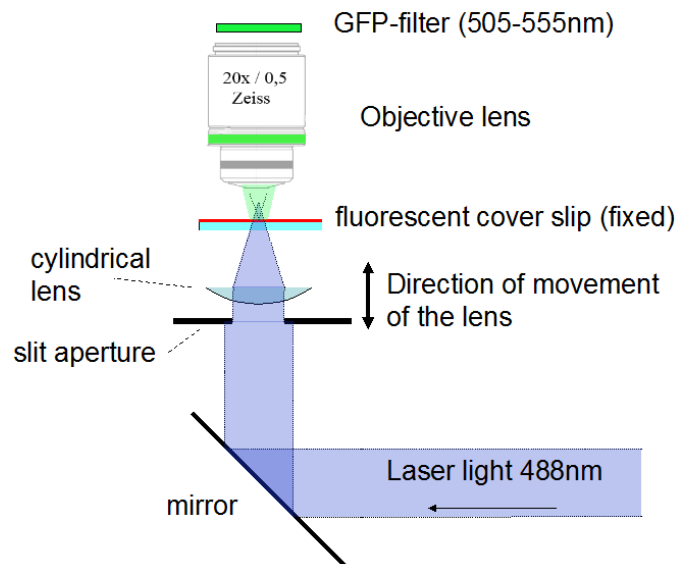 GFP-filter (505-555nm)
20x / 0,5
Zeiss
Objective lens
fluorescent cover slip (fixed)
cylindrical
lens
Direction of movement
of the lens
slit aperture
Laser light 488nm
mirror